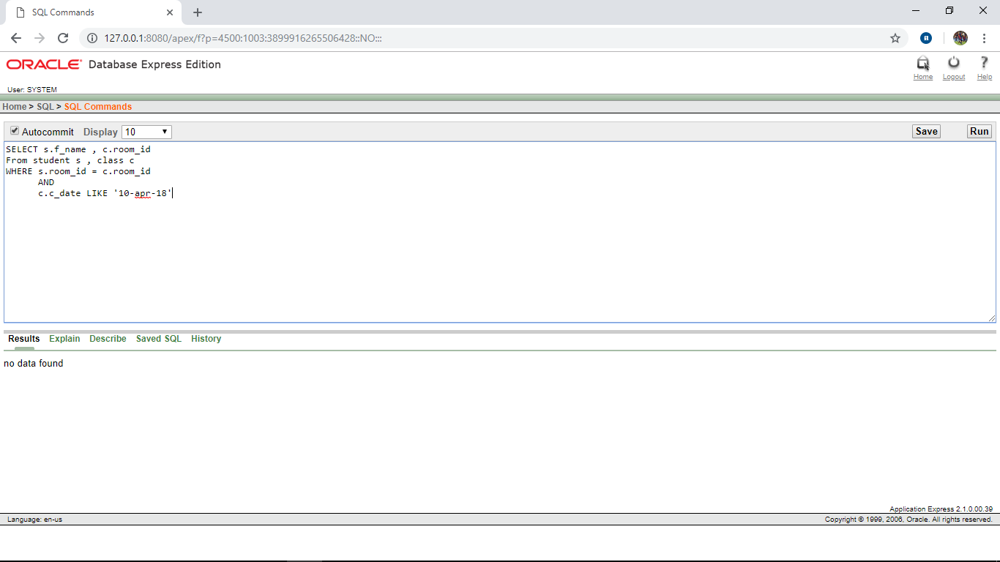 SQL Commands
127.0.0.1:8080/apex/f?p=4500:1003:3899916265506428::NO:::
ORACLE Database Express Edition
Home Logout Help
User: SYSTEM
Home > SQL > SQL Commands
Autocommit Display 10 Save Run
SELECT s.f_name , c.room_id
From student s , class c
WHERE s.room_id = c.room_id
AND
c.c_date LIKE '10-apr-18'
Results Explain Describe Saved SQL History
no data found
Application Express 2.1.0.00.39
Language: en-us Copyright © 1999, 2006, Oracle. All rights reserved.